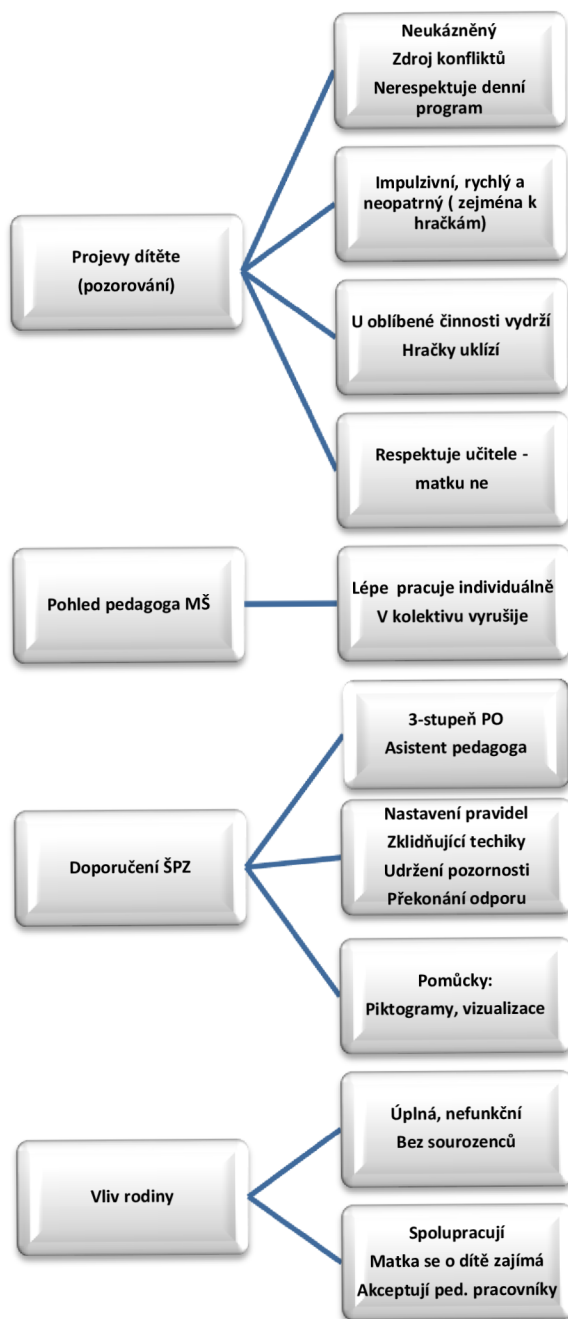 Projevy dítěte
(pozorování)
Neukázněný
Zdroj konfliktů
Nerespektuje denní
program
Impulzivní, rychlý a
neopatrný ( zejména k
hračkám)
U oblíbené činnosti vydrží
Hračky uklízí
Respektuje učitele -
matku ne
Pohled pedagoga MŠ
Lépe pracuje individuálně
V kolektivu vyrušije
Doporučení ŠPZ
3-stupeň PO
Asistent pedagoga
Nastavení pravidel
Zklidňující techiky
Udržení pozornosti
Překonání odporu
Pomůcky:
Piktogramy, vizualizace
Vliv rodiny
Úplná, nefunkční
Bez sourozenců
Spolupracují
Matka se o dítě zajímá
Akceptují ped. pracovníky